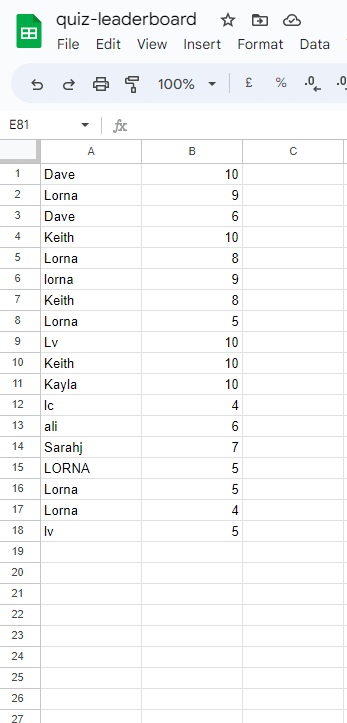 quiz-leaderboard
File Edit View Insert Format Data
100% £ % .0 .0
E81 fx
A B C
1 Dave 10
2 Lorna 9
3 Dave 6
4 Keith 10
5 Lorna 8
6 lorna 9
7 Keith 8
8 Lorna 5
9 Lv 10
10 Keith 10
11 Kayla 10
12 lc 4
13 ali 6
14 Sarahj 7
15 LORNA 5
16 Lorna 5
17 Lorna 4
18 lv 5
19
20
21
22
23
24
25
26
27